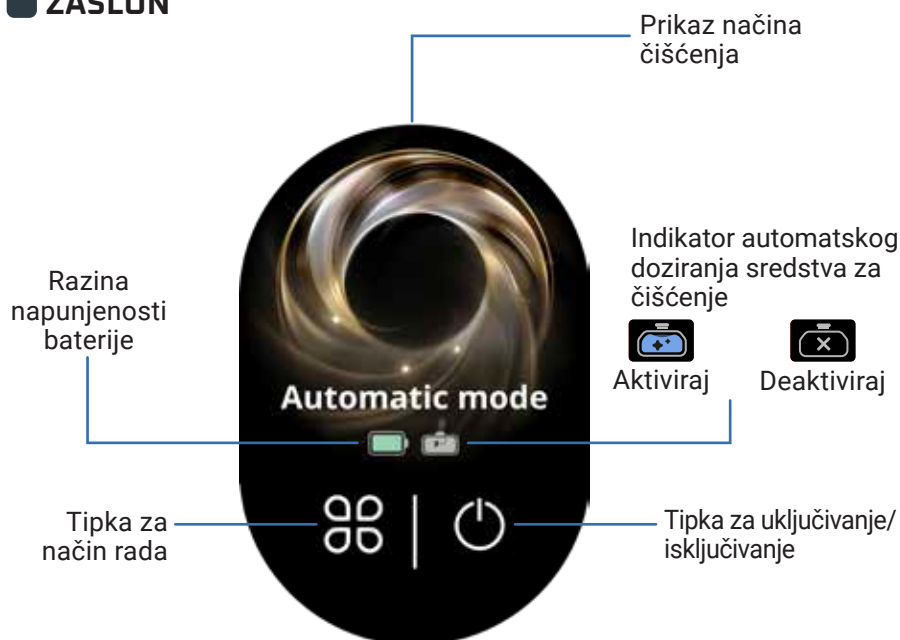 ZASLON
Prikaz načina
čišćenja
Indikator automatskog
doziranja sredstva za
čišćenje
Aktiviraj
Deaktiviraj
Razina
napunjenosti
baterije
Automatic mode
Tipka za
način rada
Tipka za uključivanje/
isključivanje